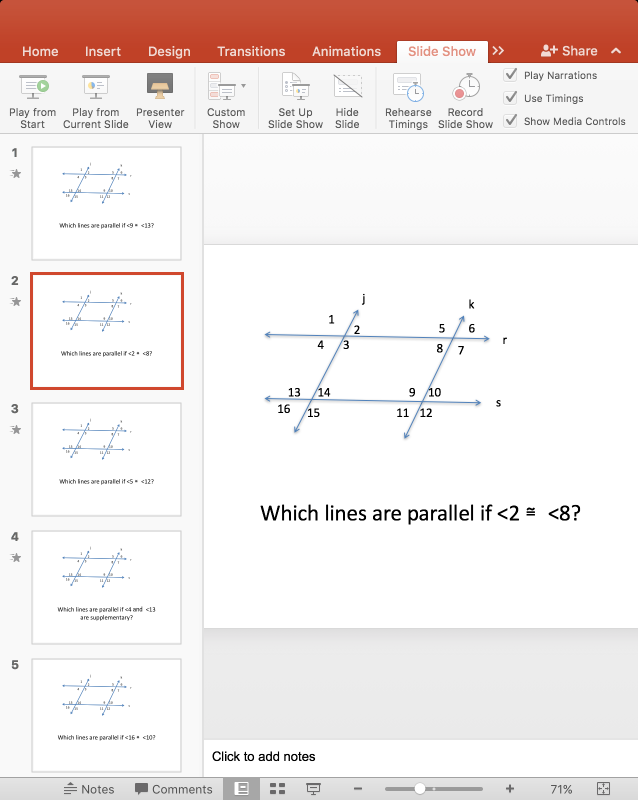 Home Insert Design Transitions Animations Slide Show >> Share
Play from Start
Play from Current Slide
Presenter View
Custom Show
Set Up Slide Show
Hide Slide
Rehearse Timings
Record Slide Show
Play Narrations
Use Timings
Show Media Controls
1
Which lines are parallel if <9 ≅ <13?
2
Which lines are parallel if <2 ≅ <8?
3
Which lines are parallel if <5 ≅ <12?
4
Which lines are parallel if <4 and <13
are supplementary?
5
Which lines are parallel if <16 ≅ <10?
j
k
1 2 5 6
r
4 3 8 7
13 14 9 10
s
16 15 11 12
Which lines are parallel if <2 ≅ <8?
Click to add notes
Notes Comments 71%